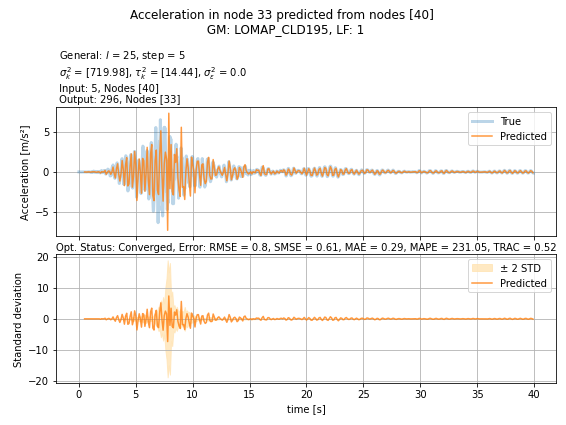 Acceleration in node 33 predicted from nodes [40]
GM: LOMAP_CLD195, LF: 1
General: l = 25, step = 5
σ²ₖ = [719.98], τ²ₖ = [14.44], σ²ε = 0.0
Input: 5, Nodes [40]
Output: 296, Nodes [33]
Acceleration [m/s²]
5
0
−5
True
Predicted
Opt. Status: Converged, Error: RMSE = 0.8, SMSE = 0.61, MAE = 0.29, MAPE = 231.05, TRAC = 0.52
Standard deviation
20
10
0
−10
−20
± 2 STD
Predicted
0 5 10 15 20 25 30 35 40
time [s]